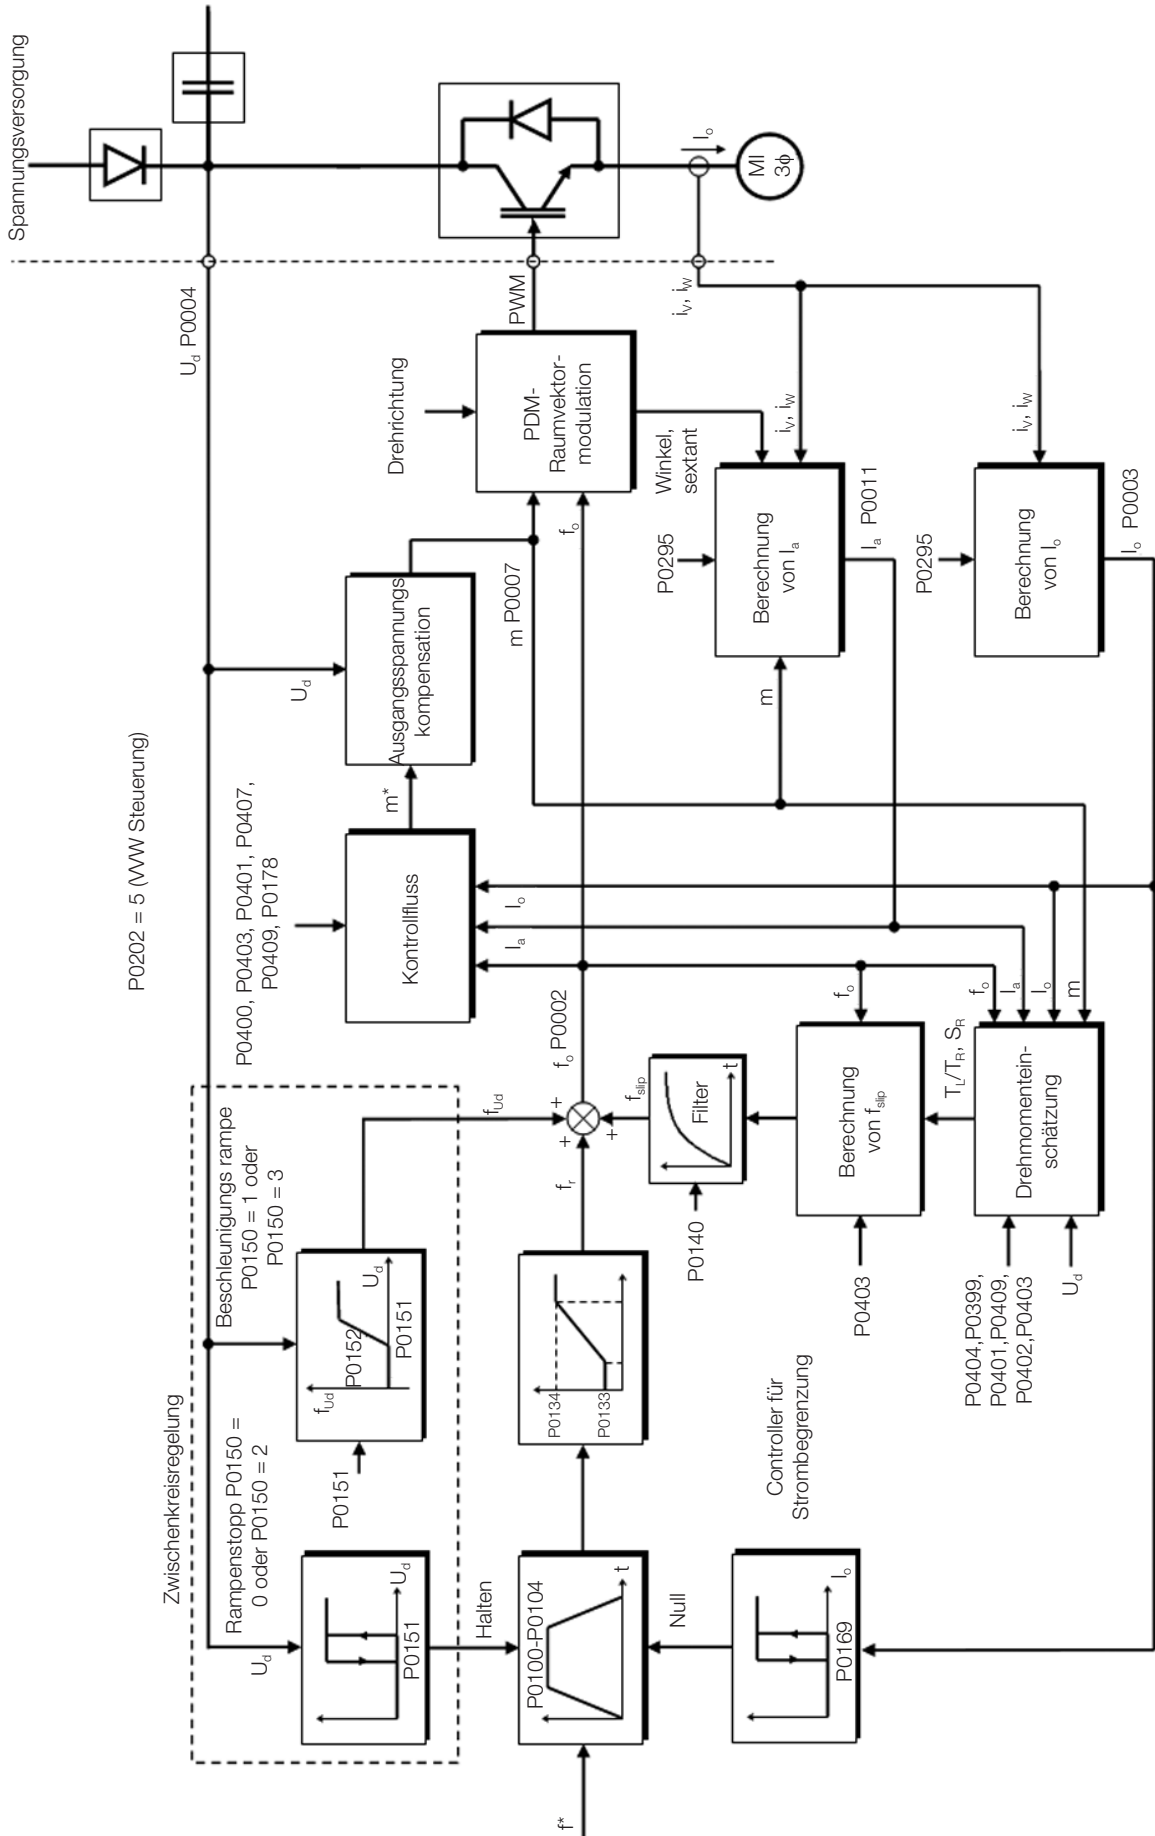 Spannungsversorgung
U_d P0004
PWM
I_o
MI
3ϕ
i_V, i_W
Drehrichtung
PDM-
Raumvektor-
modulation
Winkel,
sextant
i_V, i_W
i_V, i_W
P0202 = 5 (VVW Steuerung)
U_d
Ausgangsspannungs
kompensation
m P0007
f_o
P0295
Berechnung
von I_a
I_a P0011
P0295
Berechnung
von I_o
I_o P0003
m
P0400, P0403, P0401, P0407,
P0409, P0178
m*
Kontrollfluss
I_o
I_a
f_o
f_o
I_a
I_o
m
Zwischenkreisregelung
Beschleunigungs rampe
P0150 = 1 oder
P0150 = 3
f_Ud
U_d
P0152
P0151
P0151
f_Ud
+
+
+
f_o P0002
f_r
f_slip
Filter
t
P0140
Berechnung
von f_slip
P0403
T_L/T_R, S_R
Drehmomentein-
schätzung
P0404,P0399,
P0401,P0409,
P0402,P0403
U_d
Rampenstopp P0150 =
0 oder P0150 = 2
U_d
U_d
P0151
Halten
P0134
P0133
P0100-P0104
t
f*
Null
Controller für
Strombegrenzung
I_o
P0169